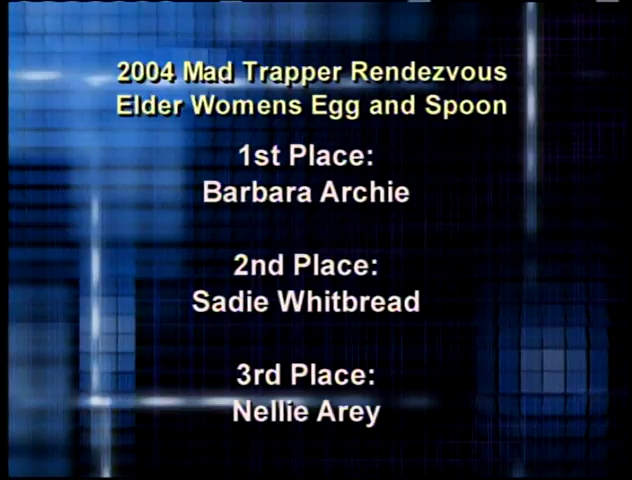 2004 Mad Trapper Rendezvous
Elder Womens Egg and Spoon
1st Place:
Barbara Archie
2nd Place:
Sadie Whitbread
3rd Place:
Nellie Arey